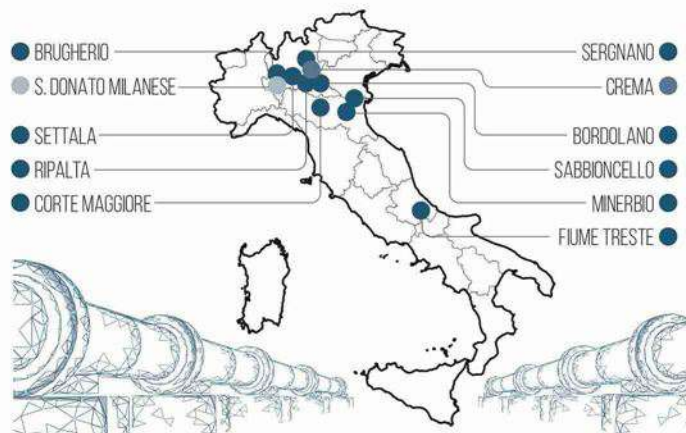 BRUGHERIO
S. DONATO MILANESE
SETTALA
RIPALTA
CORTE MAGGIORE
SERGNANO
CREMA
BORDOLANO
SABBIONCELLO
MINERBIO
FIUME TRESTE